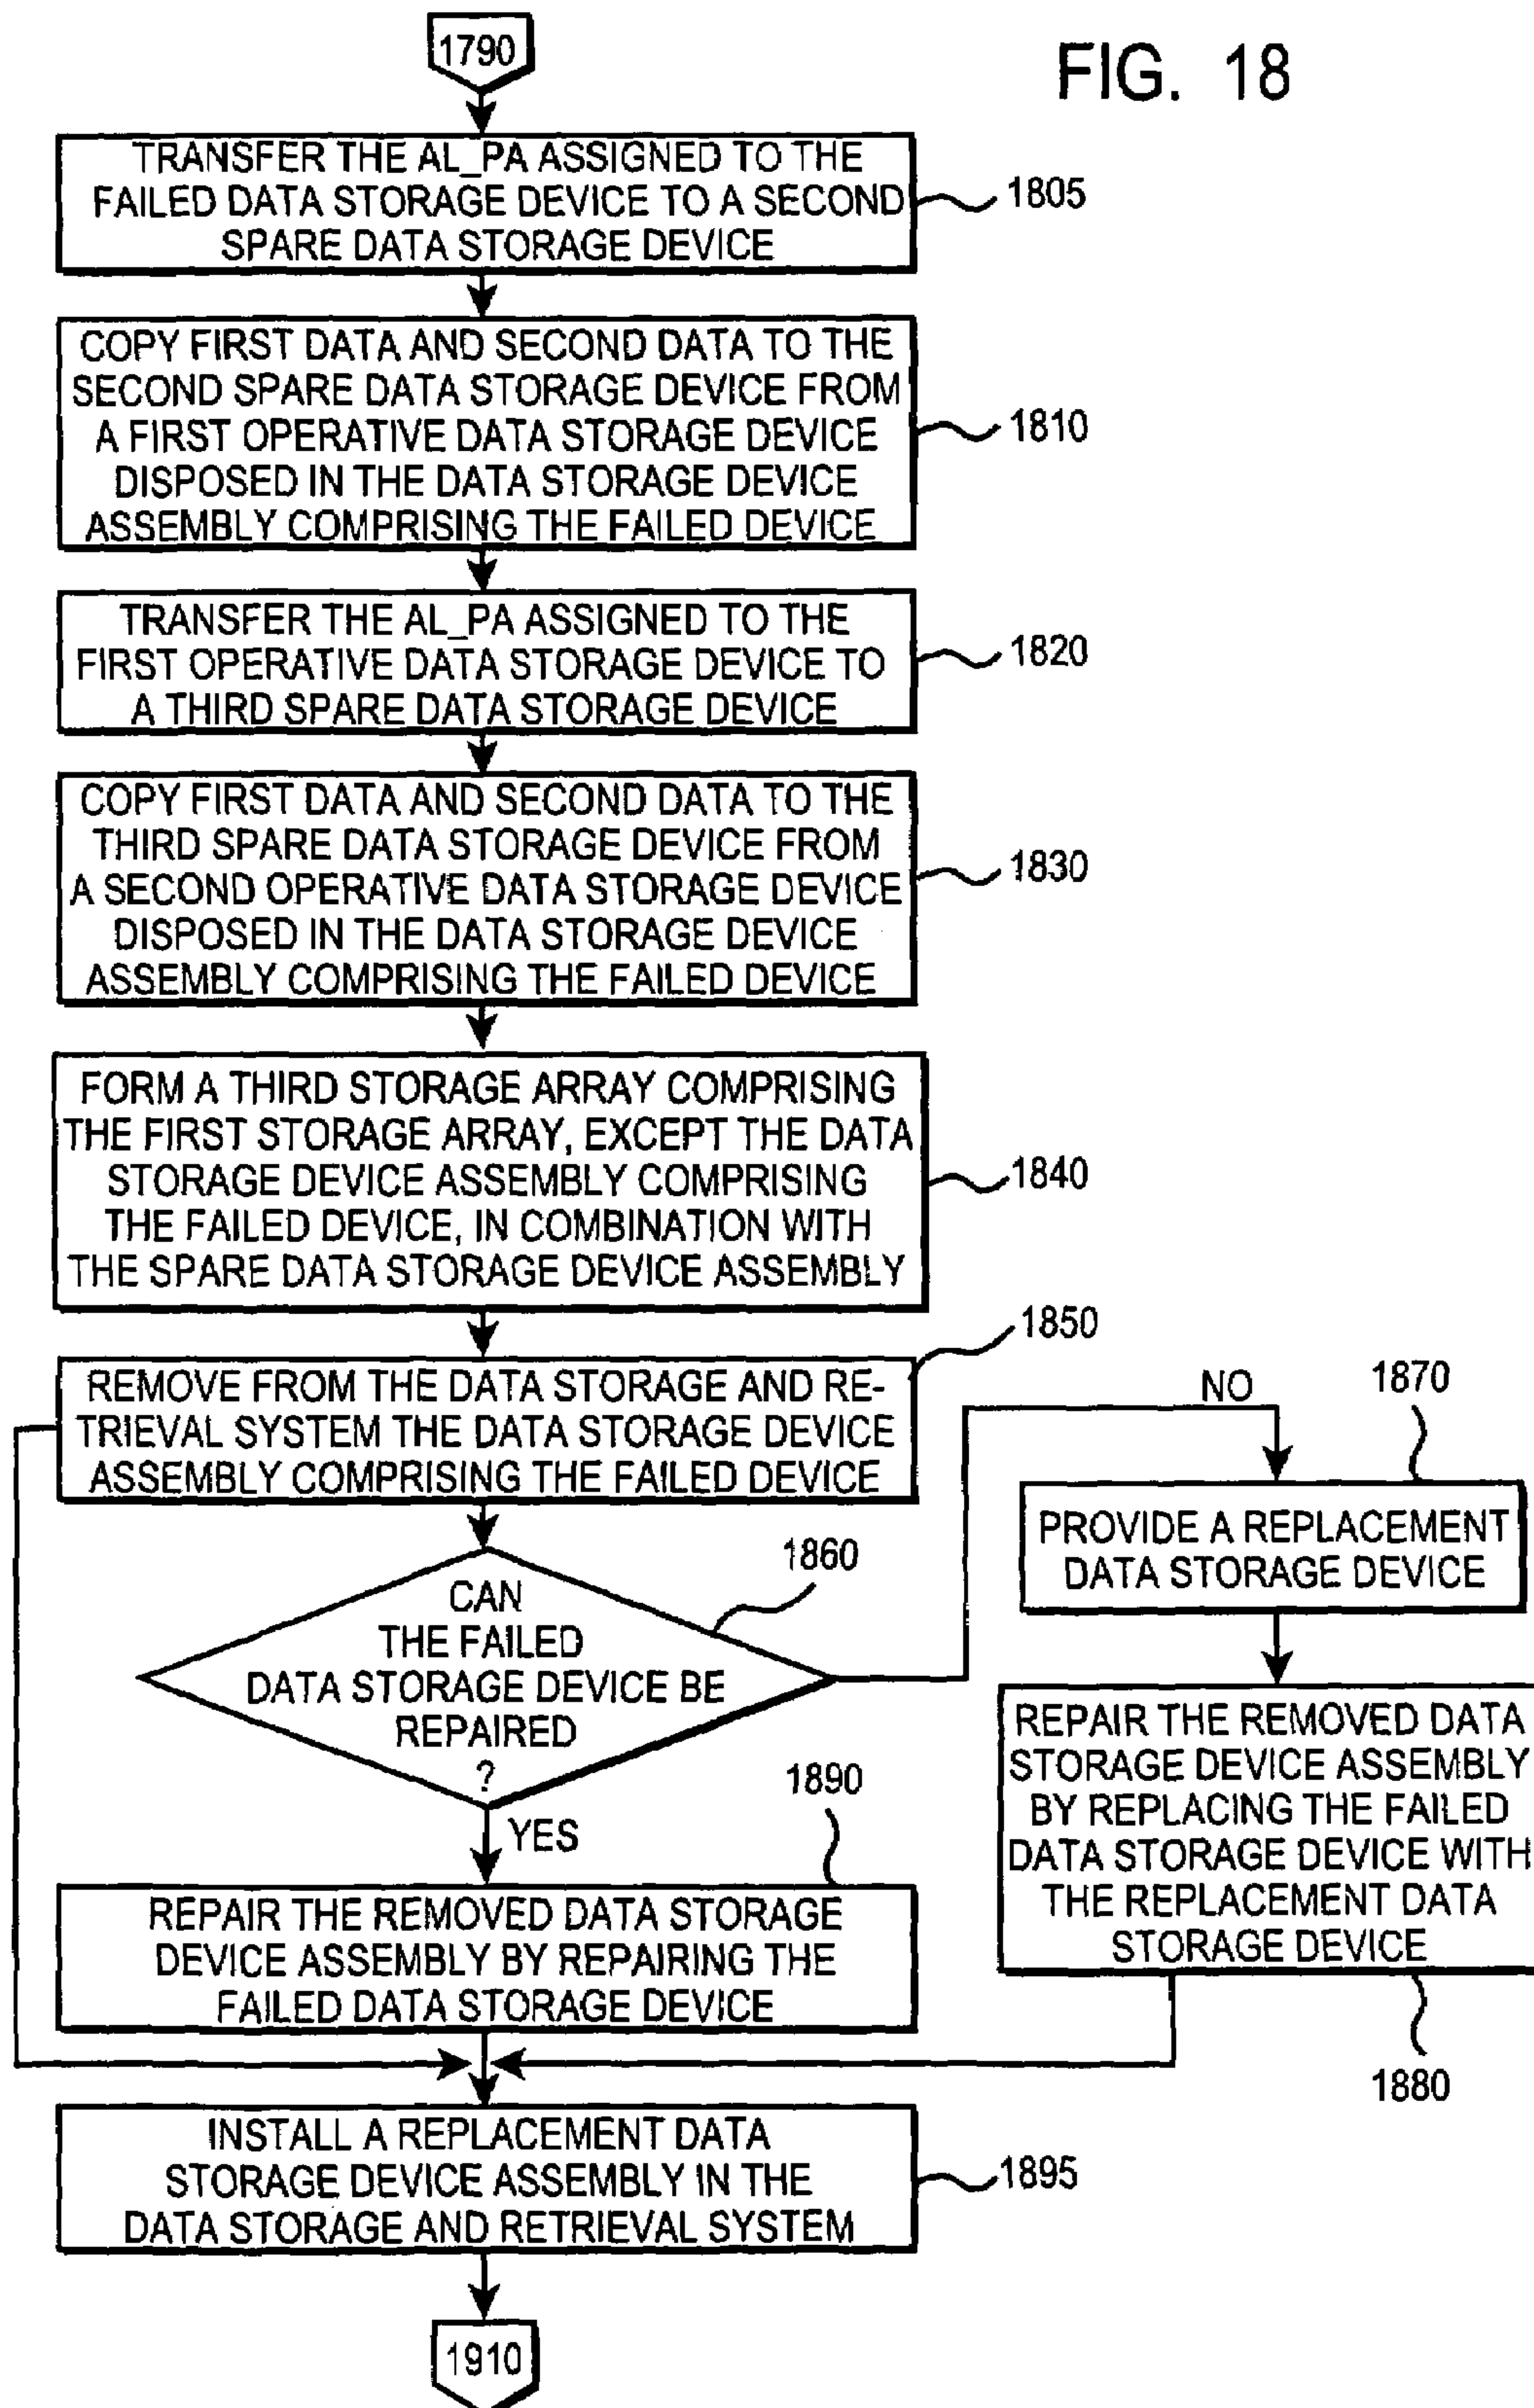 1790
FIG. 18
TRANSFER THE AL_PA ASSIGNED TO THE
FAILED DATA STORAGE DEVICE TO A SECOND
SPARE DATA STORAGE DEVICE
1805
COPY FIRST DATA AND SECOND DATA TO THE
SECOND SPARE DATA STORAGE DEVICE FROM
A FIRST OPERATIVE DATA STORAGE DEVICE
DISPOSED IN THE DATA STORAGE DEVICE
ASSEMBLY COMPRISING THE FAILED DEVICE
1810
TRANSFER THE AL_PA ASSIGNED TO THE
FIRST OPERATIVE DATA STORAGE DEVICE TO
A THIRD SPARE DATA STORAGE DEVICE
1820
COPY FIRST DATA AND SECOND DATA TO THE
THIRD SPARE DATA STORAGE DEVICE FROM
A SECOND OPERATIVE DATA STORAGE DEVICE
DISPOSED IN THE DATA STORAGE DEVICE
ASSEMBLY COMPRISING THE FAILED DEVICE
1830
FORM A THIRD STORAGE ARRAY COMPRISING
THE FIRST STORAGE ARRAY, EXCEPT THE DATA
STORAGE DEVICE ASSEMBLY COMPRISING
THE FAILED DEVICE, IN COMBINATION WITH
THE SPARE DATA STORAGE DEVICE ASSEMBLY
1840
1850
REMOVE FROM THE DATA STORAGE AND RE-
TRIEVAL SYSTEM THE DATA STORAGE DEVICE
ASSEMBLY COMPRISING THE FAILED DEVICE
1860
CAN
THE FAILED
DATA STORAGE DEVICE BE
REPAIRED
?
NO
1870
PROVIDE A REPLACEMENT
DATA STORAGE DEVICE
REPAIR THE REMOVED DATA
STORAGE DEVICE ASSEMBLY
BY REPLACING THE FAILED
DATA STORAGE DEVICE WITH
THE REPLACEMENT DATA
STORAGE DEVICE
1880
YES
1890
REPAIR THE REMOVED DATA STORAGE
DEVICE ASSEMBLY BY REPAIRING THE
FAILED DATA STORAGE DEVICE
INSTALL A REPLACEMENT DATA
STORAGE DEVICE ASSEMBLY IN THE
DATA STORAGE AND RETRIEVAL SYSTEM
1895
1910